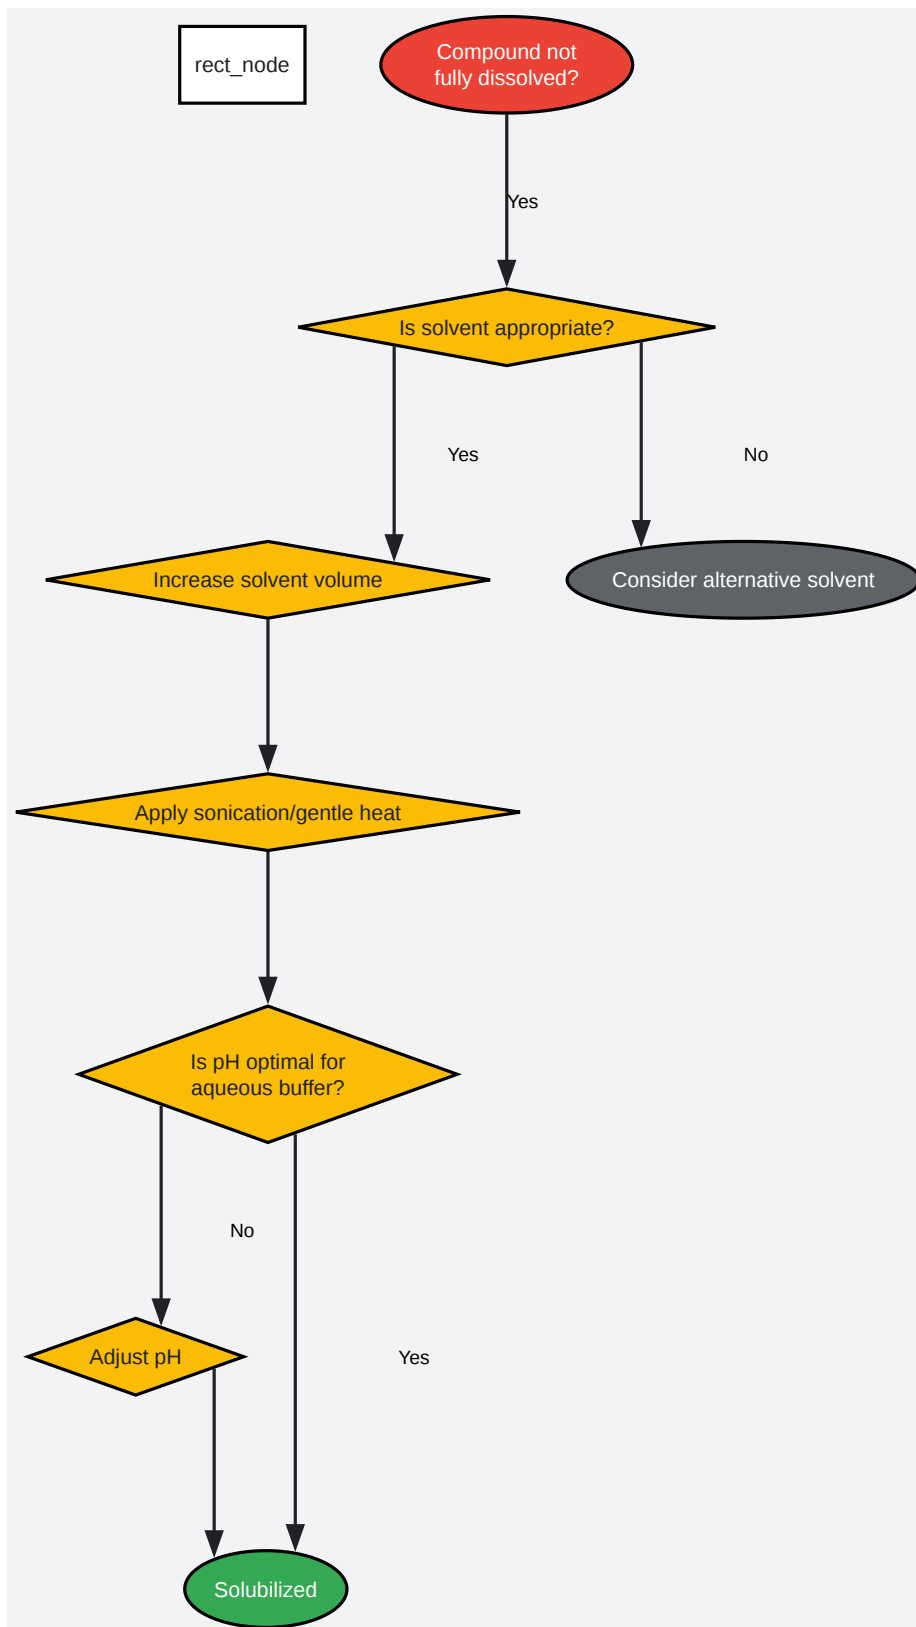 rect_node
Compound not
fully dissolved?
Yes
Is solvent appropriate?
Yes
No
Increase solvent volume
Consider alternative solvent
Apply sonication/gentle heat
Is pH optimal for
aqueous buffer?
No
Adjust pH
Yes
Solubilized